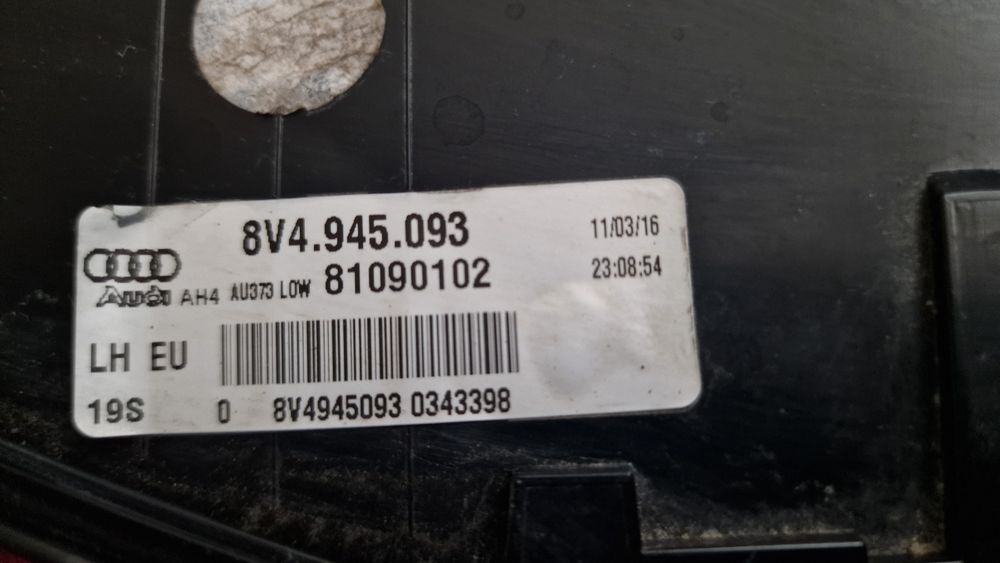 8V4.945.093
11/03/16
Audi AH4 AU373 LOW 81090102
23:08:54
LH EU
19S 0 8V4945093 0343398